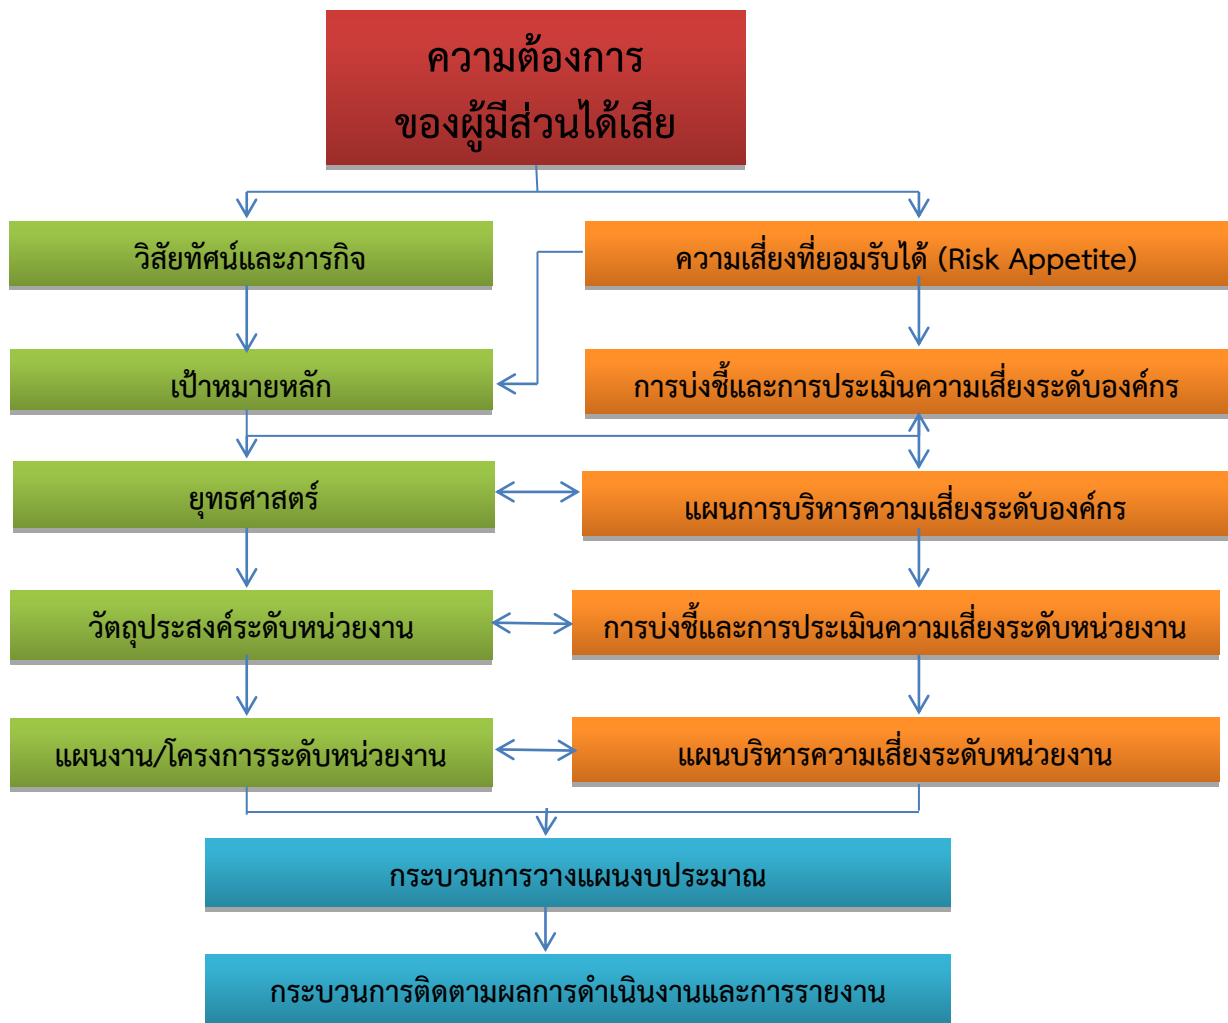 ความต้องการ
ของผู้มีส่วนได้เสีย
วิสัยทัศน์และภารกิจ
ความเสี่ยงที่ยอมรับได้ (Risk Appetite)
เป้าหมายหลัก
การบ่งชี้และการประเมินความเสี่ยงระดับองค์กร
ยุทธศาสตร์
แผนการบริหารความเสี่ยงระดับองค์กร
วัตถุประสงค์ระดับหน่วยงาน
การบ่งชี้และการประเมินความเสี่ยงระดับหน่วยงาน
แผนงาน/โครงการระดับหน่วยงาน
แผนบริหารความเสี่ยงระดับหน่วยงาน
กระบวนการวางแผนงบประมาณ
กระบวนการติดตามผลการดำเนินงานและการรายงาน